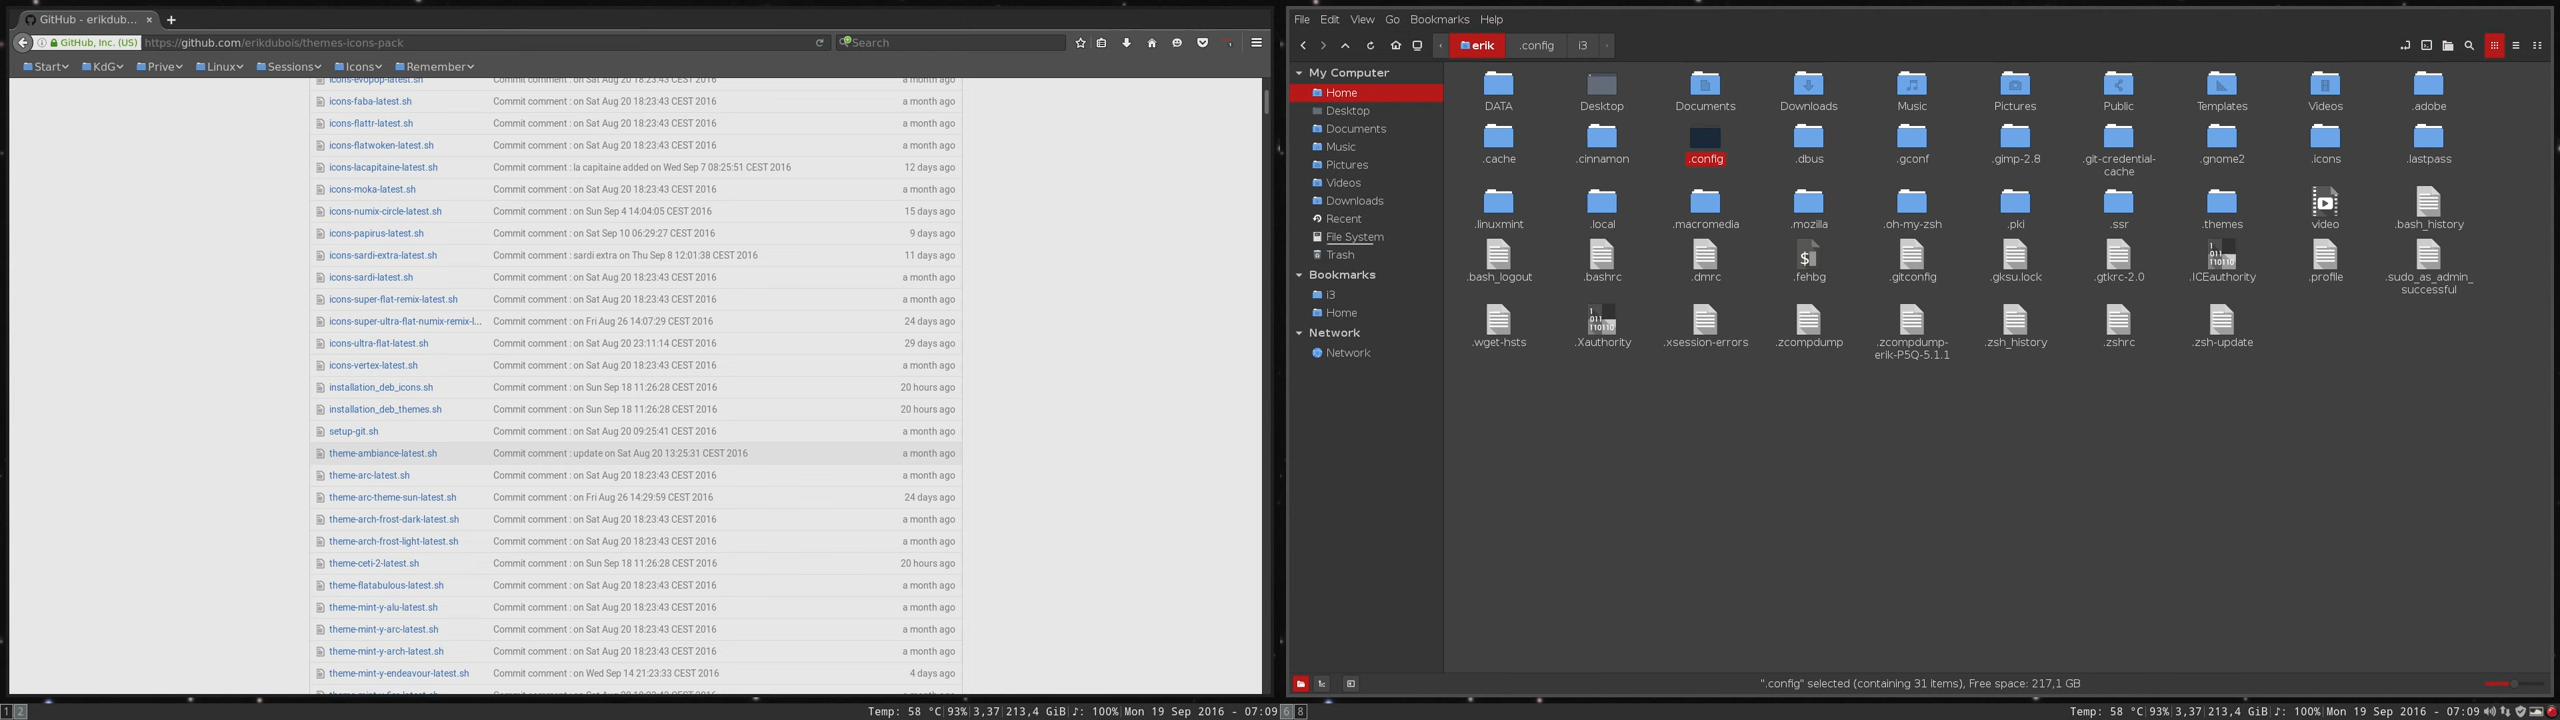 GitHub - erikdub...
GitHub, Inc. (US) https://github.com/erikdubois/themes-icons-pack Search
Start KdG Prive Linux Sessions Icons Remember
icons-evopop-latest.sh Commit comment : on Sat Aug 20 18:23:43 CEST 2016 a month ago
icons-faba-latest.sh Commit comment : on Sat Aug 20 18:23:43 CEST 2016 a month ago
icons-flattr-latest.sh Commit comment : on Sat Aug 20 18:23:43 CEST 2016 a month ago
icons-flatwoken-latest.sh Commit comment : on Sat Aug 20 18:23:43 CEST 2016 a month ago
icons-lacapitaine-latest.sh Commit comment : la capitaine added on Wed Sep 7 08:25:51 CEST 2016 12 days ago
icons-moka-latest.sh Commit comment : on Sat Aug 20 18:23:43 CEST 2016 a month ago
icons-numix-circle-latest.sh Commit comment : on Sun Sep 4 14:04:05 CEST 2016 15 days ago
icons-papirus-latest.sh Commit comment : on Sat Sep 10 06:29:27 CEST 2016 9 days ago
icons-sardi-extra-latest.sh Commit comment : sardi extra on Thu Sep 8 12:01:38 CEST 2016 11 days ago
icons-sardi-latest.sh Commit comment : on Sat Aug 20 18:23:43 CEST 2016 a month ago
icons-super-flat-remix-latest.sh Commit comment : on Sat Aug 20 18:23:43 CEST 2016 a month ago
icons-super-ultra-flat-numix-remix-l... Commit comment : on Fri Aug 26 14:07:29 CEST 2016 24 days ago
icons-ultra-flat-latest.sh Commit comment : on Sat Aug 20 23:11:14 CEST 2016 29 days ago
icons-vertex-latest.sh Commit comment : on Sat Aug 20 18:23:43 CEST 2016 a month ago
installation_deb_icons.sh Commit comment : on Sun Sep 18 11:26:28 CEST 2016 20 hours ago
installation_deb_themes.sh Commit comment : on Sun Sep 18 11:26:28 CEST 2016 20 hours ago
setup-git.sh Commit comment : on Sat Aug 20 09:25:41 CEST 2016 a month ago
theme-ambiance-latest.sh Commit comment : update on Sat Aug 20 13:25:31 CEST 2016 a month ago
theme-arc-latest.sh Commit comment : on Sat Aug 20 18:23:43 CEST 2016 a month ago
theme-arc-theme-sun-latest.sh Commit comment : on Fri Aug 26 14:29:59 CEST 2016 24 days ago
theme-arch-frost-dark-latest.sh Commit comment : on Sat Aug 20 18:23:43 CEST 2016 a month ago
theme-arch-frost-light-latest.sh Commit comment : on Sat Aug 20 18:23:43 CEST 2016 a month ago
theme-ceti-2-latest.sh Commit comment : on Sun Sep 18 11:26:28 CEST 2016 20 hours ago
theme-flatabulous-latest.sh Commit comment : on Sat Aug 20 18:23:43 CEST 2016 a month ago
theme-mint-y-alu-latest.sh Commit comment : on Sat Aug 20 18:23:43 CEST 2016 a month ago
theme-mint-y-arc-latest.sh Commit comment : on Sat Aug 20 18:23:43 CEST 2016 a month ago
theme-mint-y-arch-latest.sh Commit comment : on Sat Aug 20 18:23:43 CEST 2016 a month ago
theme-mint-y-endeavour-latest.sh Commit comment : on Wed Sep 14 21:23:33 CEST 2016 4 days ago
1 2 Temp: 58 °C|93%|3,37|213,4 GiB|♪: 100%|Mon 19 Sep 2016 - 07:09
File Edit View Go Bookmarks Help
erik .config i3
My Computer
Home
Desktop
Documents
Music
Pictures
Videos
Downloads
Recent
File System
Trash
Bookmarks
i3
Home
Network
Network
DATA Desktop Documents Downloads Music Pictures Public Templates Videos .adobe
.cache .cinnamon .config .dbus .gconf .gimp-2.8 .git-credential- .gnome2 .icons .lastpass
cache
.linuxmint .local .macromedia .mozilla .oh-my-zsh .pki .ssr .themes video .bash_history
.bash_logout .bashrc .dmrc .fehbg .gitconfig .gksu.lock .gtkrc-2.0 .ICEauthority .profile .sudo_as_admin_
successful
.wget-hsts .Xauthority .xsession-errors .zcompdump .zcompdump- .zsh_history .zshrc .zsh-update
erik-P5Q-5.1.1
".config" selected (containing 31 items), Free space: 217,1 GB
6 8 Temp: 58 °C|93%|3,37|213,4 GiB|♪: 100%|Mon 19 Sep 2016 - 07:09